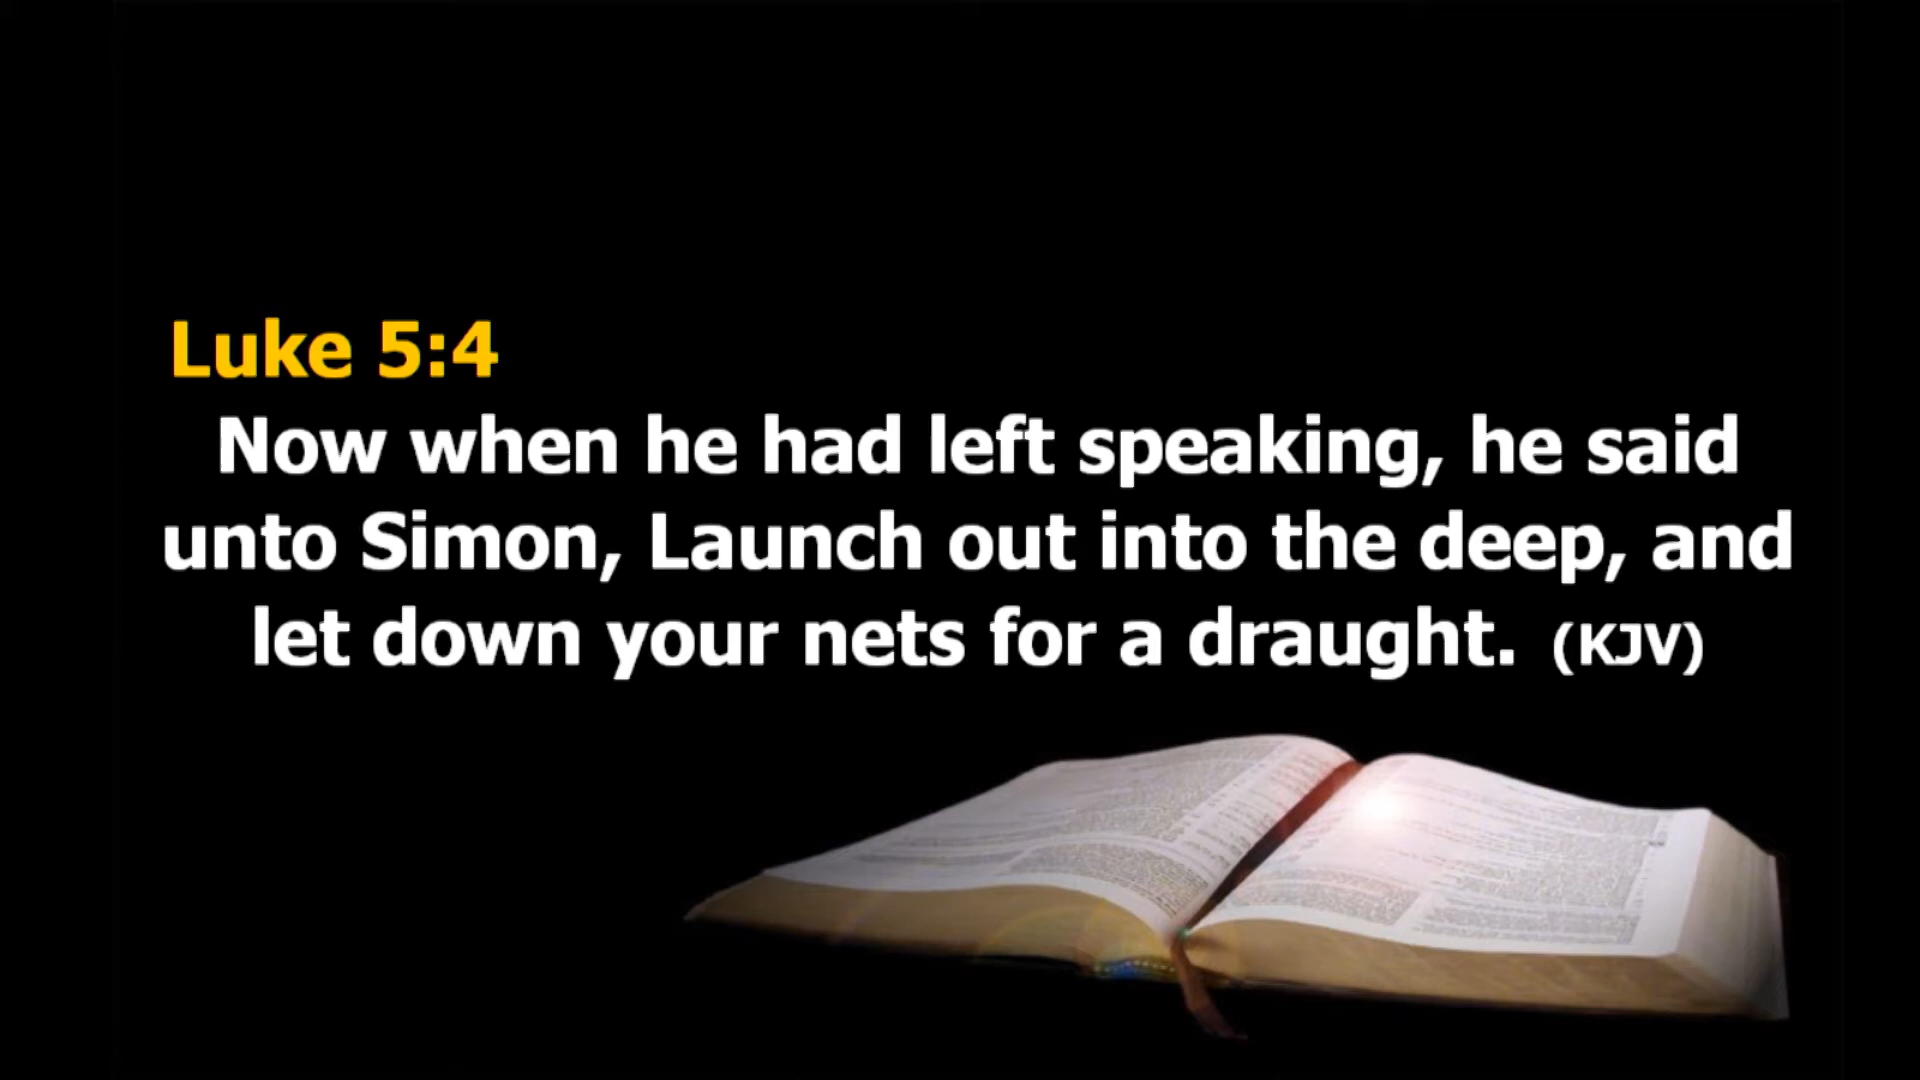 Luke 5:4
Now when he had left speaking, he said
unto Simon, Launch out into the deep, and
let down your nets for a draught. (KJV)